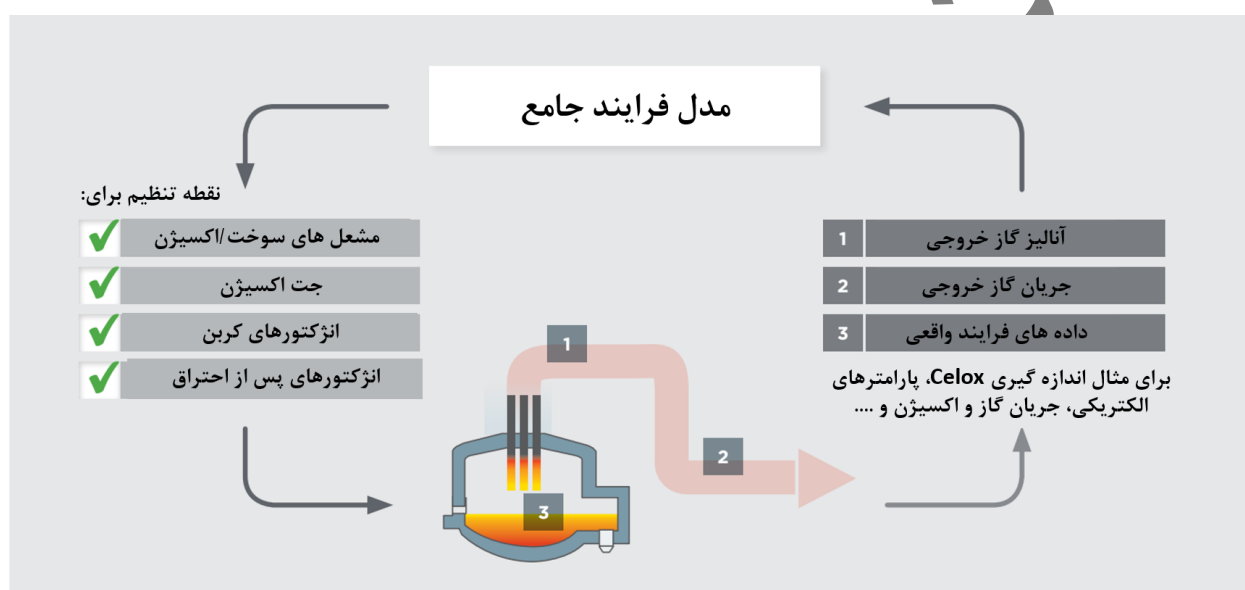 مدل فرایند جامع
نقطه تنظیم برای:
مشعل های سوخت/اکسیژن
جت اکسیژن
انژکتورهای کربن
انژکتورهای پس از احتراق
1 آنالیز گاز خروجی
2 جریان گاز خروجی
3 داده های فرایند واقعی
برای مثال اندازه گیری Celox، پارامترهای
الکتریکی، جریان گاز و اکسیژن و ....
1
2
3